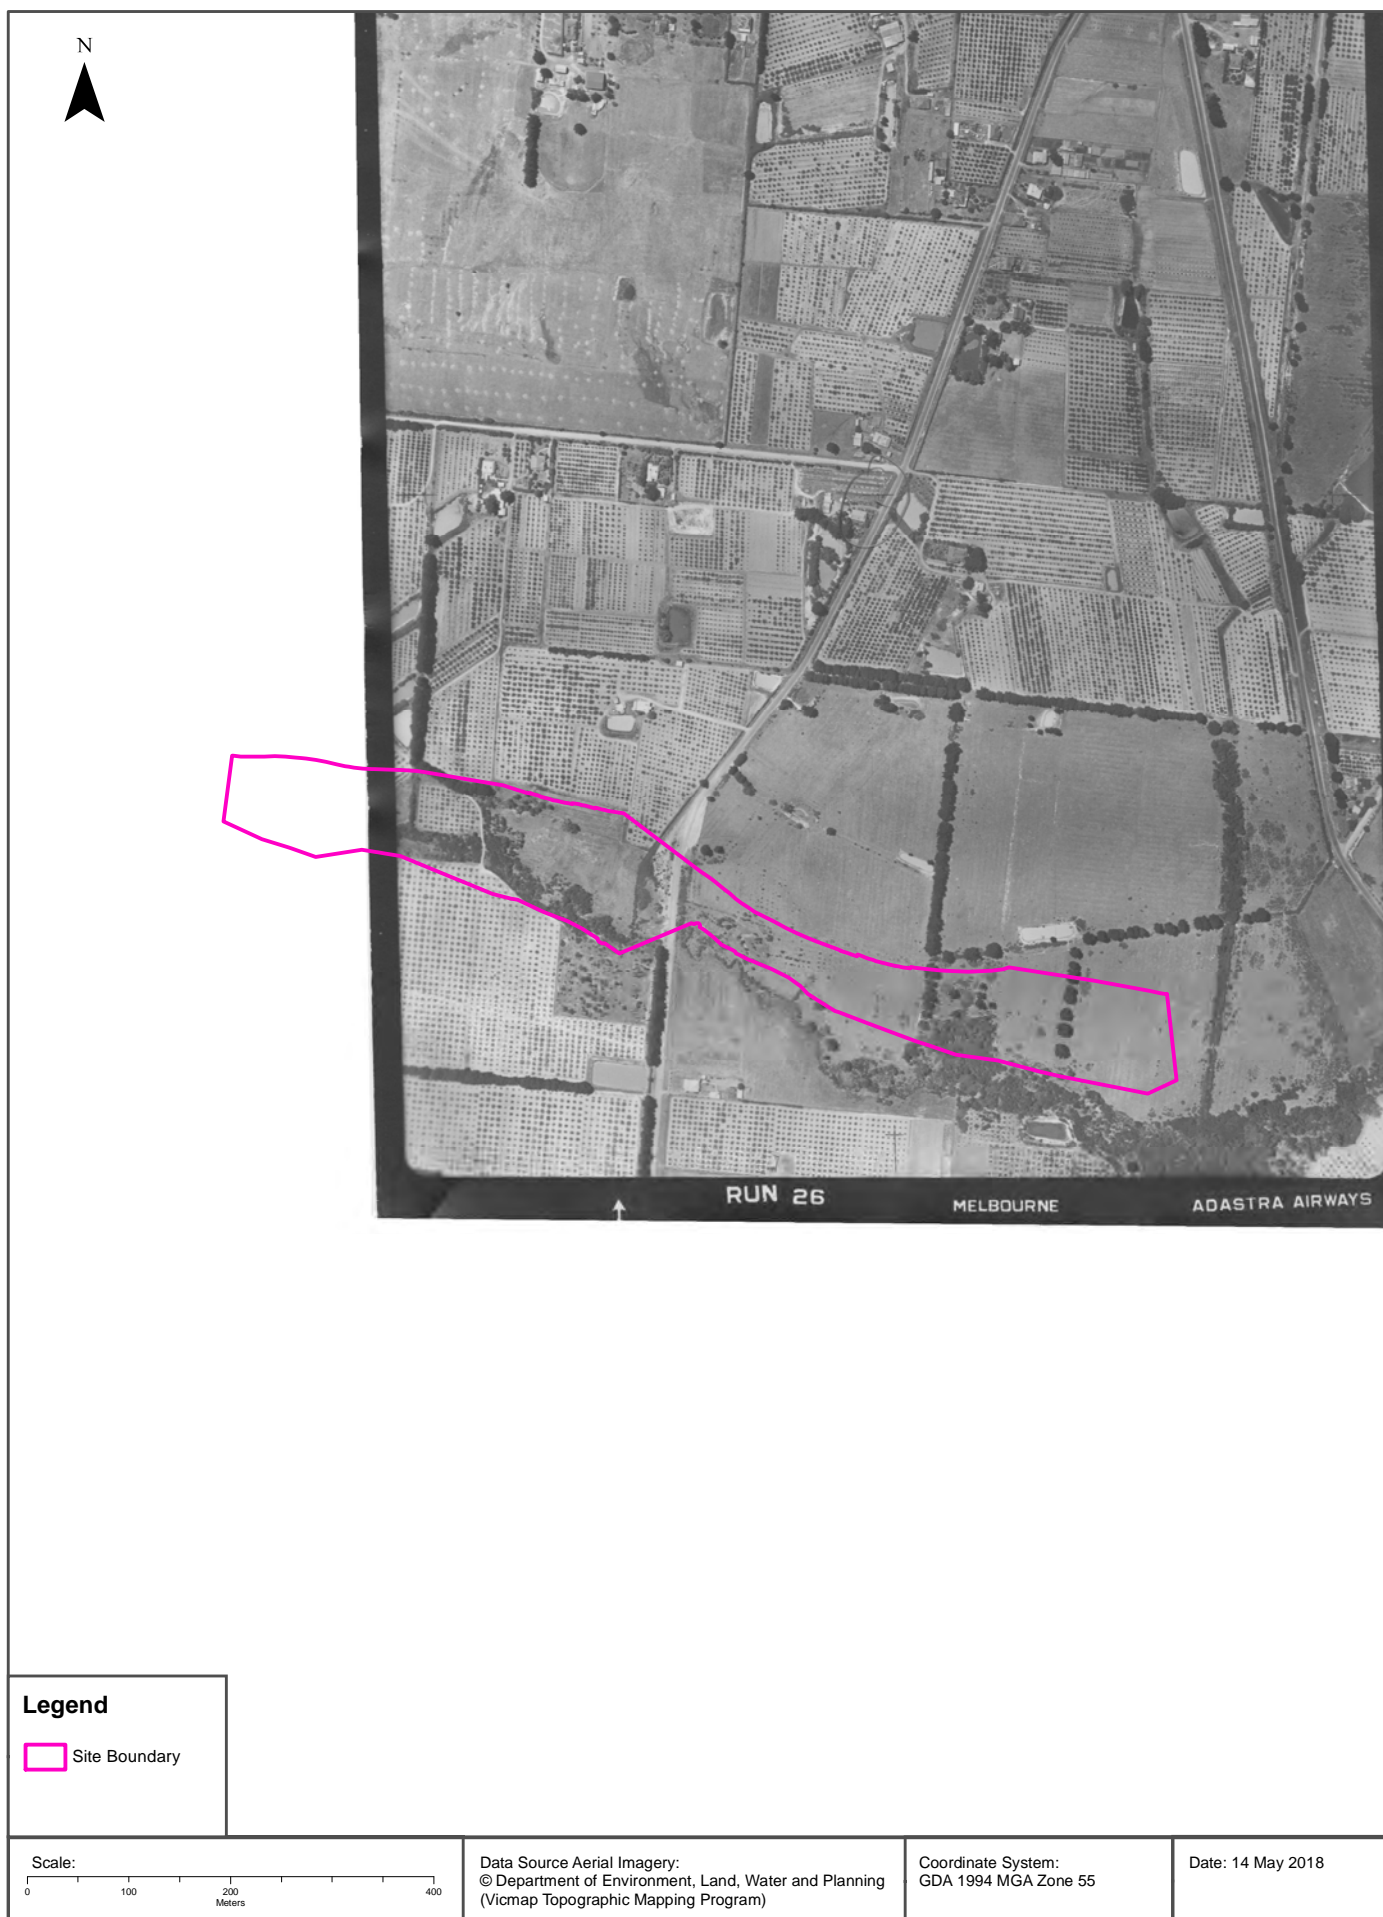 N
RUN 26
MELBOURNE
ADASTRA AIRWAYS
Legend
Site Boundary
Scale:
0 100 200 400
Meters
Data Source Aerial Imagery:
© Department of Environment, Land, Water and Planning
(Vicmap Topographic Mapping Program)
Coordinate System:
GDA 1994 MGA Zone 55
Date: 14 May 2018